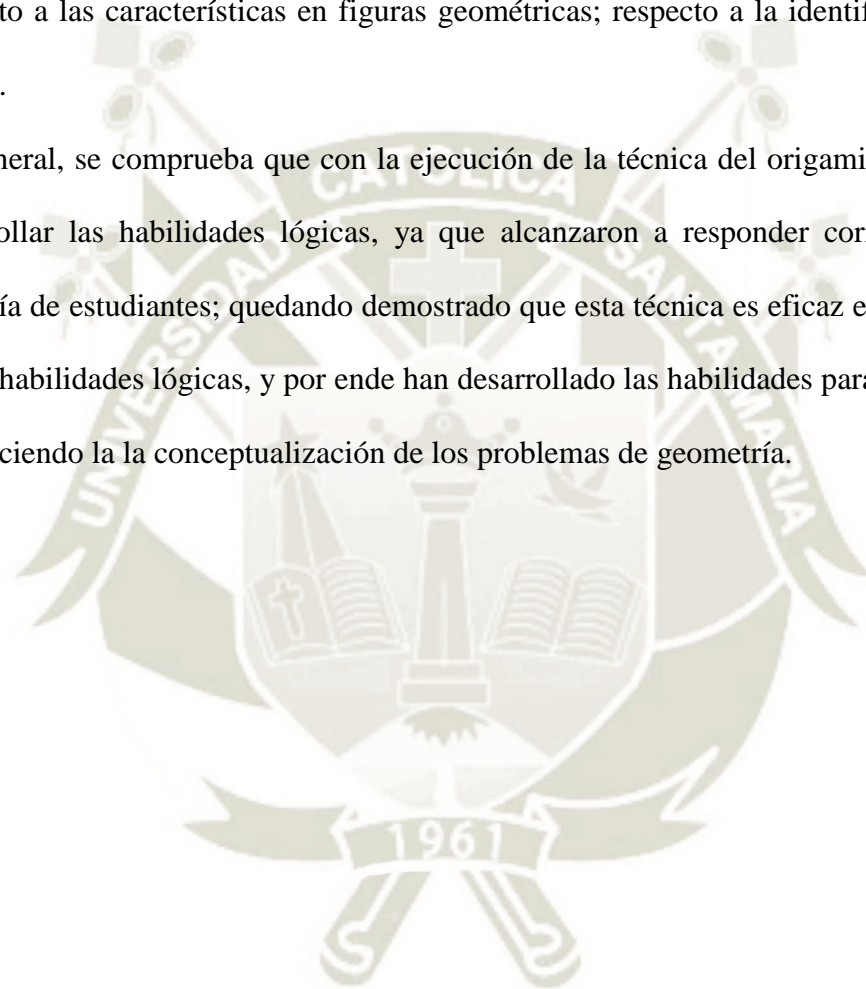 to a las características en figuras geométricas; respecto a la identif
.
neral, se comprueba que con la ejecución de la técnica del origami
ollar las habilidades lógicas, ya que alcanzaron a responder cor
ía de estudiantes; quedando demostrado que esta técnica es eficaz e
habilidades lógicas, y por ende han desarrollado las habilidades para
ciendo la la conceptualización de los problemas de geometría.
UNIVERSIDAD CATOLICA SANTA MARIA
1961